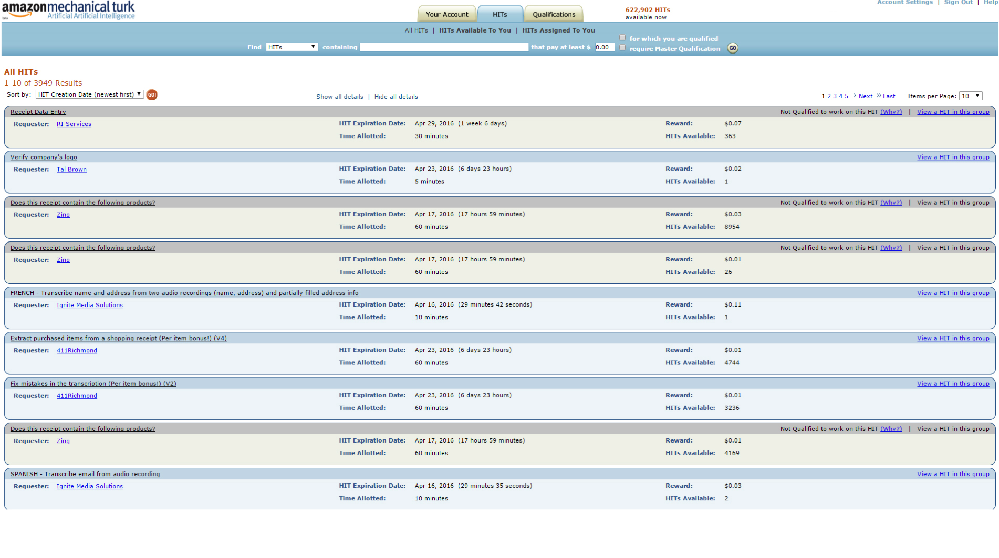 amazonmechanical turk
beta
Artificial Artificial Intelligence
Your Account
HITs
Qualifications
622,902 HITs
available now
Account Settings | Sign Out | Help
All HITs | HITs Available To You | HITs Assigned To You
Find HITs containing that pay at least $ 0.00
for which you are qualified
require Master Qualification
GO
All HITs
1-10 of 3949 Results
Sort by: HIT Creation Date (newest first) GO!
Show all details | Hide all details
1 2 3 4 5 › Next » Last Items per Page: 10
Receipt Data Entry Not Qualified to work on this HIT (Why?) | View a HIT in this group
Requester: RI Services HIT Expiration Date: Apr 29, 2016 (1 week 6 days) Reward: $0.07
Time Allotted: 30 minutes HITs Available: 363
Verify company's logo View a HIT in this group
Requester: Tal Brown HIT Expiration Date: Apr 23, 2016 (6 days 23 hours) Reward: $0.02
Time Allotted: 5 minutes HITs Available: 1
Does this receipt contain the following products? Not Qualified to work on this HIT (Why?) | View a HIT in this group
Requester: Zing HIT Expiration Date: Apr 17, 2016 (17 hours 59 minutes) Reward: $0.03
Time Allotted: 60 minutes HITs Available: 8954
Does this receipt contain the following products? Not Qualified to work on this HIT (Why?) | View a HIT in this group
Requester: Zing HIT Expiration Date: Apr 17, 2016 (17 hours 59 minutes) Reward: $0.01
Time Allotted: 60 minutes HITs Available: 26
FRENCH - Transcribe name and address from two audio recordings (name, address) and partially filled address info View a HIT in this group
Requester: Ignite Media Solutions HIT Expiration Date: Apr 16, 2016 (29 minutes 42 seconds) Reward: $0.11
Time Allotted: 10 minutes HITs Available: 1
Extract purchased items from a shopping receipt (Per item bonus!) (V4) View a HIT in this group
Requester: 411Richmond HIT Expiration Date: Apr 23, 2016 (6 days 23 hours) Reward: $0.01
Time Allotted: 60 minutes HITs Available: 4744
Fix mistakes in the transcription (Per item bonus!) (V2) View a HIT in this group
Requester: 411Richmond HIT Expiration Date: Apr 23, 2016 (6 days 23 hours) Reward: $0.01
Time Allotted: 60 minutes HITs Available: 3236
Does this receipt contain the following products? Not Qualified to work on this HIT (Why?) | View a HIT in this group
Requester: Zing HIT Expiration Date: Apr 17, 2016 (17 hours 59 minutes) Reward: $0.01
Time Allotted: 60 minutes HITs Available: 4169
SPANISH - Transcribe email from audio recording View a HIT in this group
Requester: Ignite Media Solutions HIT Expiration Date: Apr 16, 2016 (29 minutes 35 seconds) Reward: $0.03
Time Allotted: 10 minutes HITs Available: 2